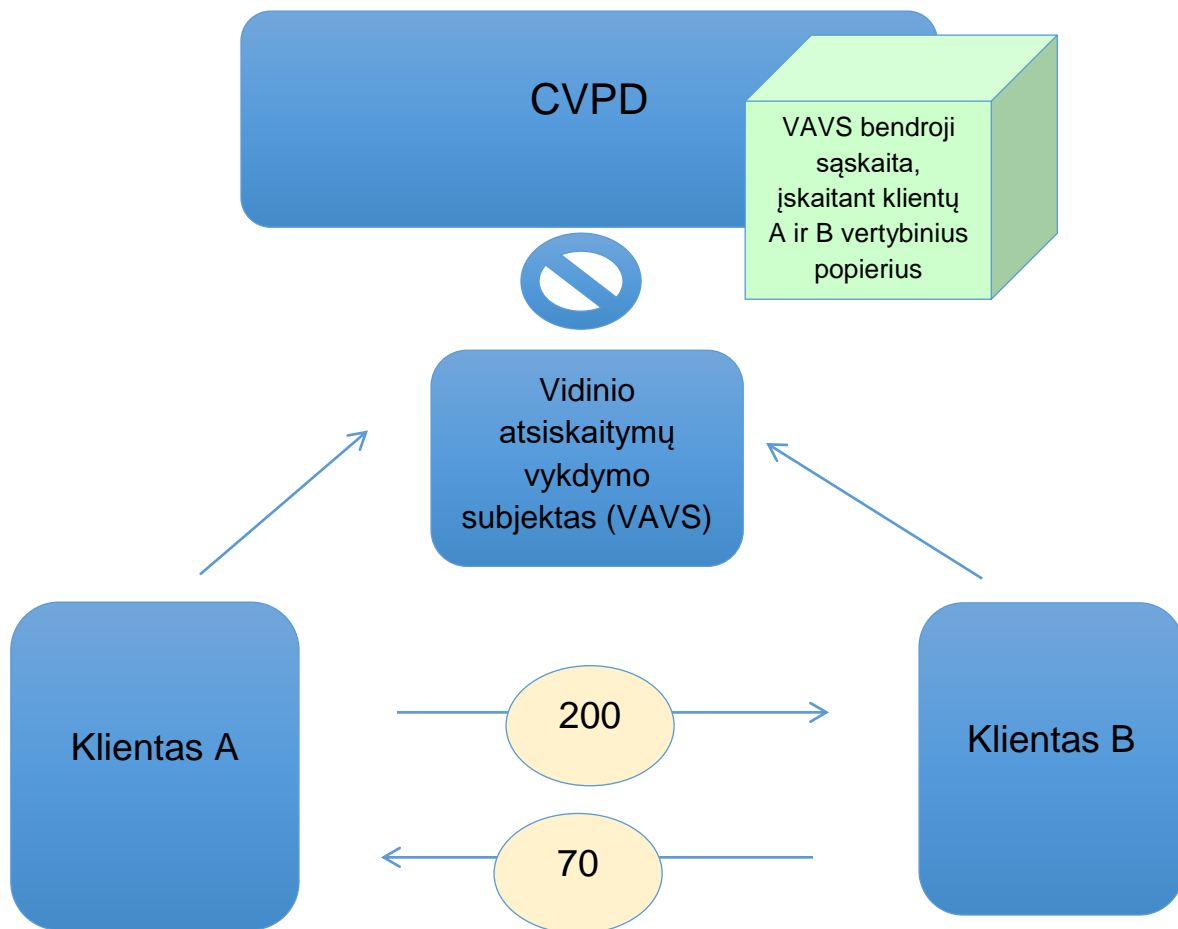 CVPD
VAVS bendroji
sąskaita,
įskaitant klientų
A ir B vertybinius
popierius
Vidinio
atsiskaitymų
vykdymo
subjektas (VAVS)
Klientas A
200
Klientas B
70